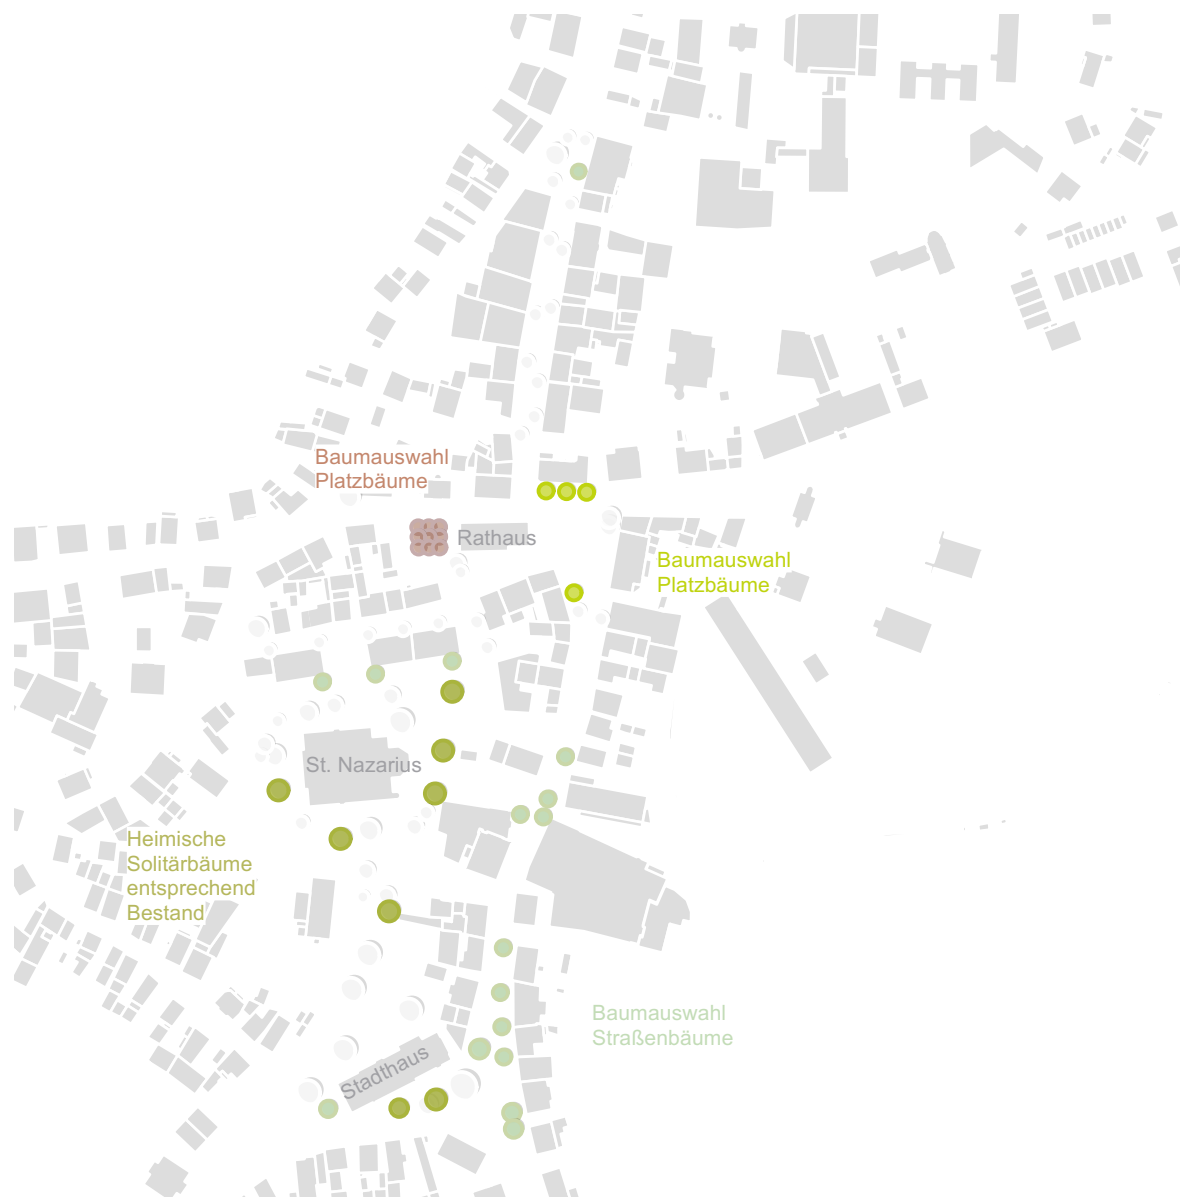 Baumauswahl
Platzbäume
Rathaus
Baumauswahl
Platzbäume
St. Nazarius
Heimische
Solitärbäume
entsprechend
Bestand
Baumauswahl
Straßenbäume
Stadthaus